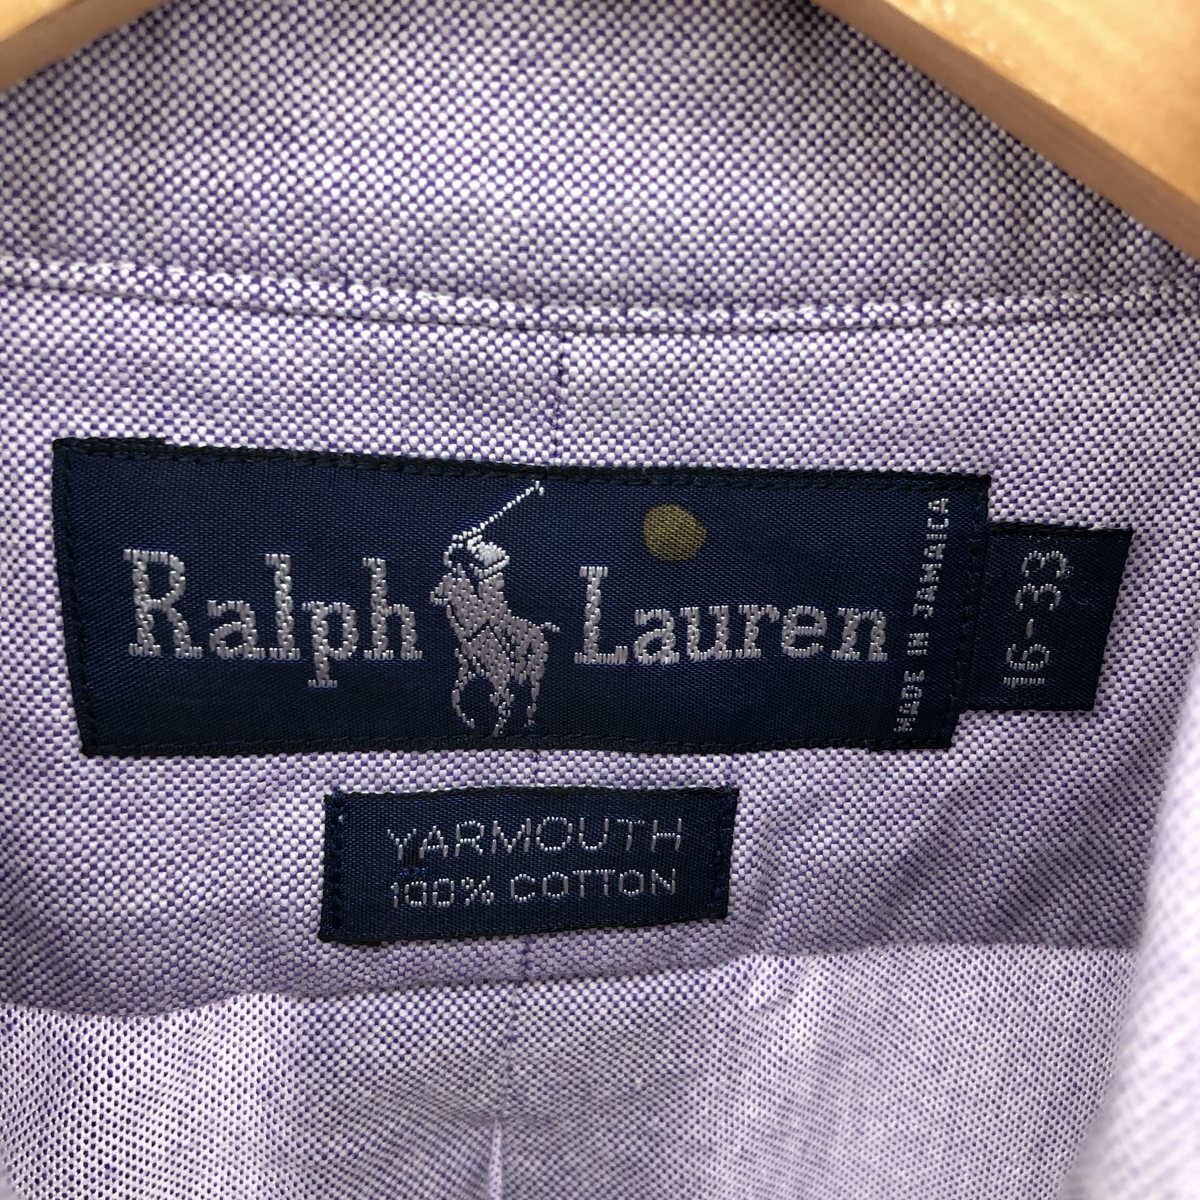 Ralph Lauren
MADE IN JAMAICA
16-33
YARMOUTH
100% COTTON